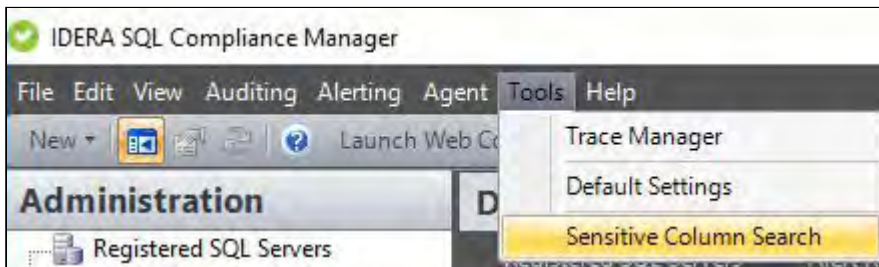 IDERA SQL Compliance Manager
File Edit View Auditing Alerting Agent Tools Help
New Launch Web Co
Trace Manager
Default Settings
Sensitive Column Search
Administration
D
Registered SQL Servers